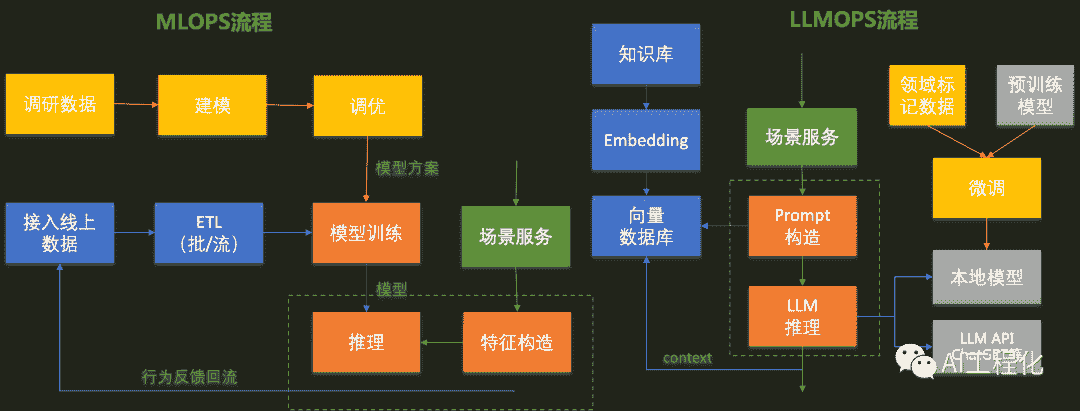 MLOPS流程
调研数据
建模
调优
模型方案
接入线上
数据
ETL
（批/流）
模型训练
场景服务
模型
推理
特征构造
行为反馈回流
LLMOPS流程
知识库
Embedding
向量
数据库
场景服务
Prompt
构造
LLM
推理
context
领域标
记数据
预训练
模型
微调
本地模型
LLM API
AI工程化